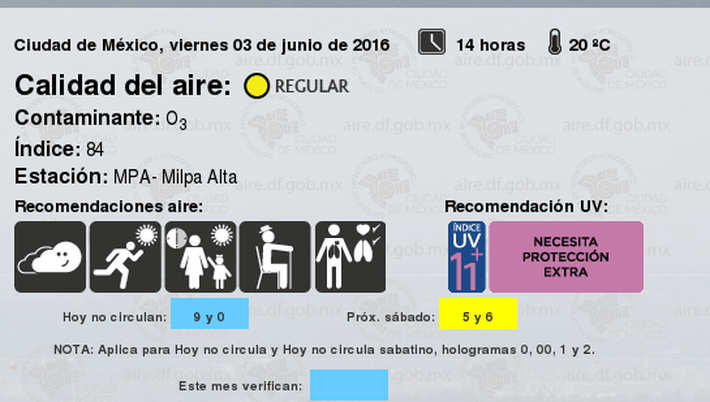 Ciudad de México, viernes 03 de junio de 2016 14 horas 20 ºC
Calidad del aire: REGULAR
Contaminante: O3
Índice: 84
Estación: MPA- Milpa Alta
Recomendaciones aire: Recomendación UV:
ÍNDICE
UV
11+
NECESITA
PROTECCIÓN
EXTRA
Hoy no circulan: 9 y 0 Próx. sábado: 5 y 6
NOTA: Aplica para Hoy no circula y Hoy no circula sabatino, hologramas 0, 00, 1 y 2.
Este mes verifican:
aire.df.gob.mx
CIUDAD
DE MÉXICO